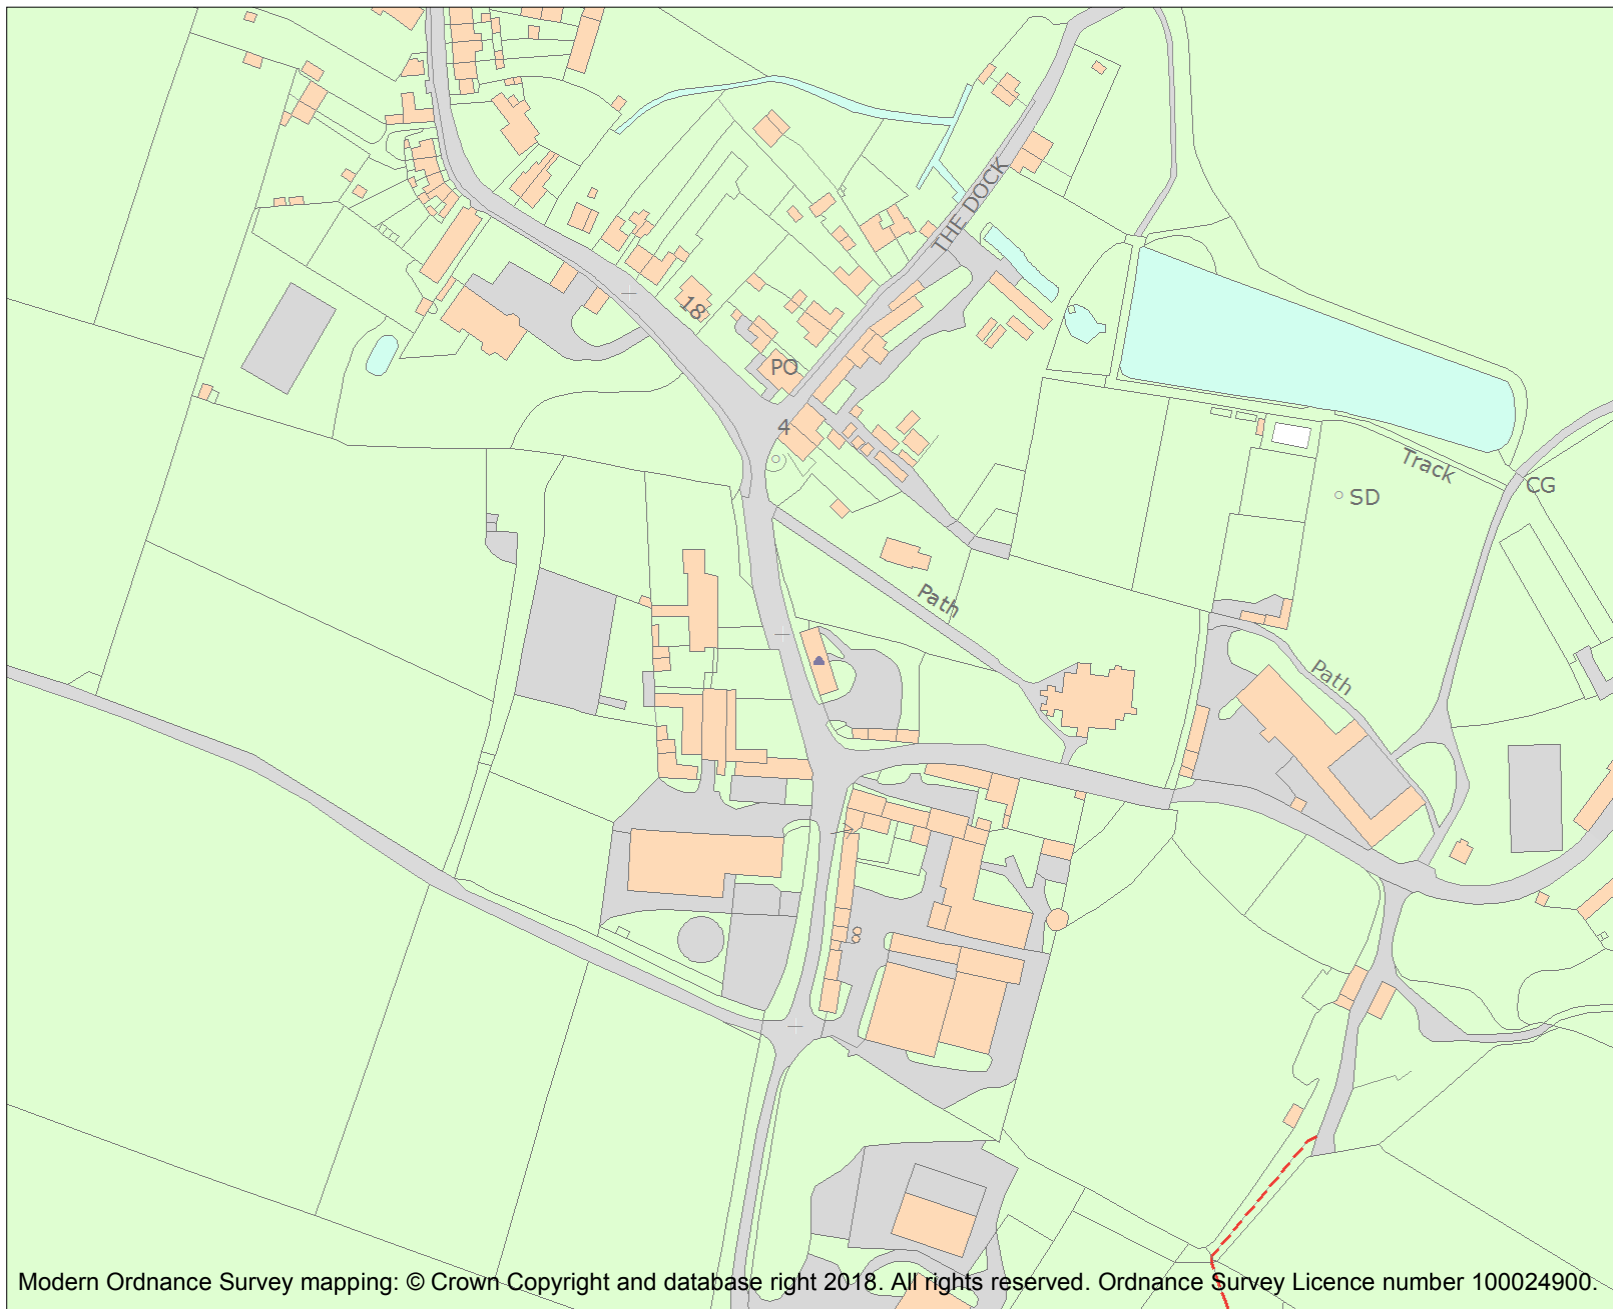 THE DOCK
18
PO
4
Track
CG
SD
Path
Path
8
Modern Ordnance Survey mapping: © Crown Copyright and database right 2018. All rights reserved. Ordnance Survey Licence number 100024900.